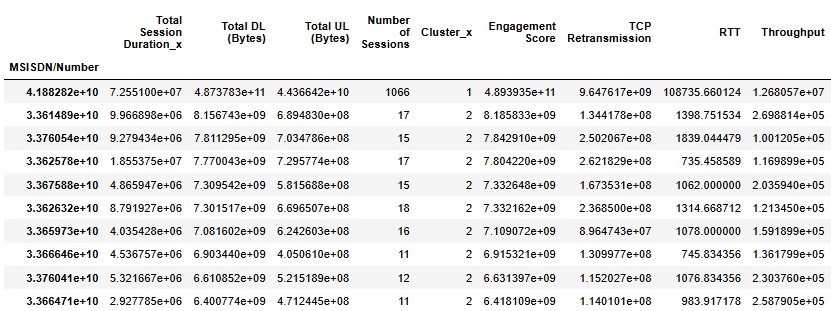 Total Session Duration_x Total DL (Bytes) Total UL (Bytes) Number of Sessions Cluster_x Engagement Score TCP Retransmission RTT Throughput
MSISDN/Number
4.188282e+10 7.255100e+07 4.873783e+11 4.436642e+10 1066 1 4.893935e+11 9.647617e+09 108735.660124 1.268057e+07
3.361489e+10 9.966898e+06 8.156743e+09 6.894830e+08 17 2 8.185833e+09 1.344178e+08 1398.751534 2.698814e+05
3.376054e+10 9.279434e+06 7.811295e+09 7.034786e+08 15 2 7.842910e+09 2.502067e+08 1839.044479 1.001205e+05
3.362578e+10 1.855375e+07 7.770043e+09 7.295774e+08 17 2 7.804220e+09 2.621829e+08 735.458589 1.169899e+05
3.367588e+10 4.865947e+06 7.309542e+09 5.815688e+08 15 2 7.332648e+09 1.673531e+08 1062.000000 2.035940e+05
3.362632e+10 8.791927e+06 7.301517e+09 6.696507e+08 18 2 7.332162e+09 2.368500e+08 1314.668712 1.213450e+05
3.365973e+10 4.035428e+06 7.081602e+09 6.242603e+08 16 2 7.109072e+09 8.964743e+07 1078.000000 1.591899e+05
3.366646e+10 4.536757e+06 6.903440e+09 4.050610e+08 11 2 6.915321e+09 1.309977e+08 745.834356 1.361799e+05
3.376041e+10 5.321667e+06 6.610852e+09 5.215189e+08 12 2 6.631397e+09 1.152027e+08 1076.834356 2.303760e+05
3.366471e+10 2.927785e+06 6.400774e+09 4.712445e+08 11 2 6.418109e+09 1.140101e+08 983.917178 2.587905e+05